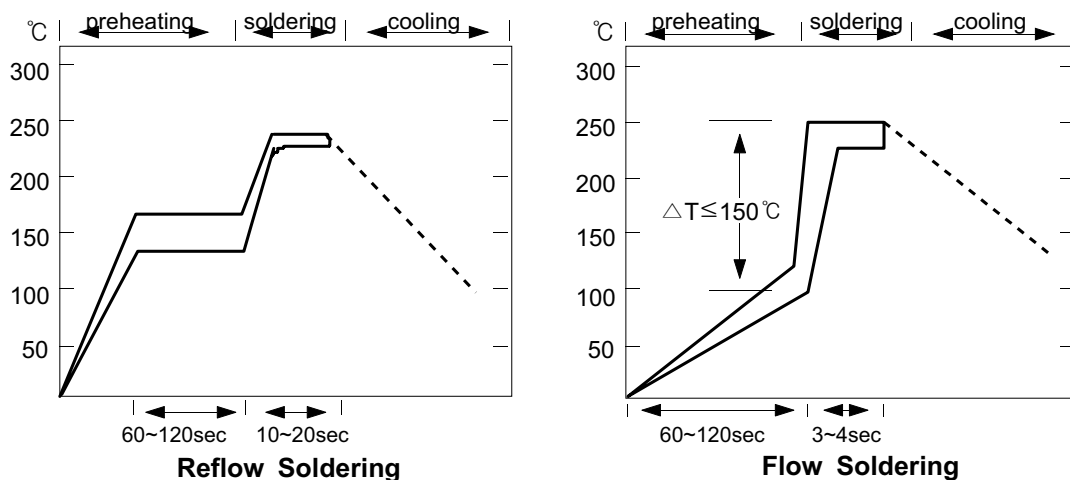 ℃ preheating soldering cooling
300
250
200
150
100
50
60~120sec 10~20sec
Reflow Soldering
℃ preheating soldering cooling
300
250
200
△T≤150℃
150
100
50
60~120sec 3~4sec
Flow Soldering